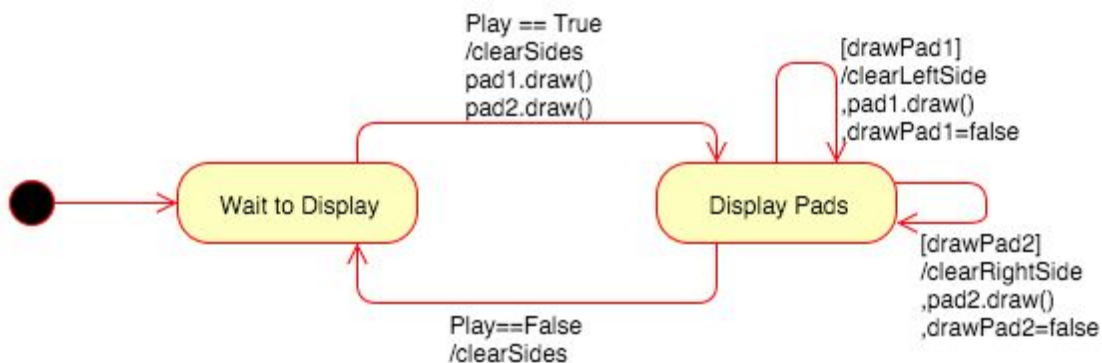 Play == True
/clearSides
pad1.draw()
pad2.draw()
[drawPad1]
/clearLeftSide
,pad1.draw()
,drawPad1=false
Wait to Display
Display Pads
[drawPad2]
/clearRightSide
,pad2.draw()
,drawPad2=false
Play==False
/clearSides